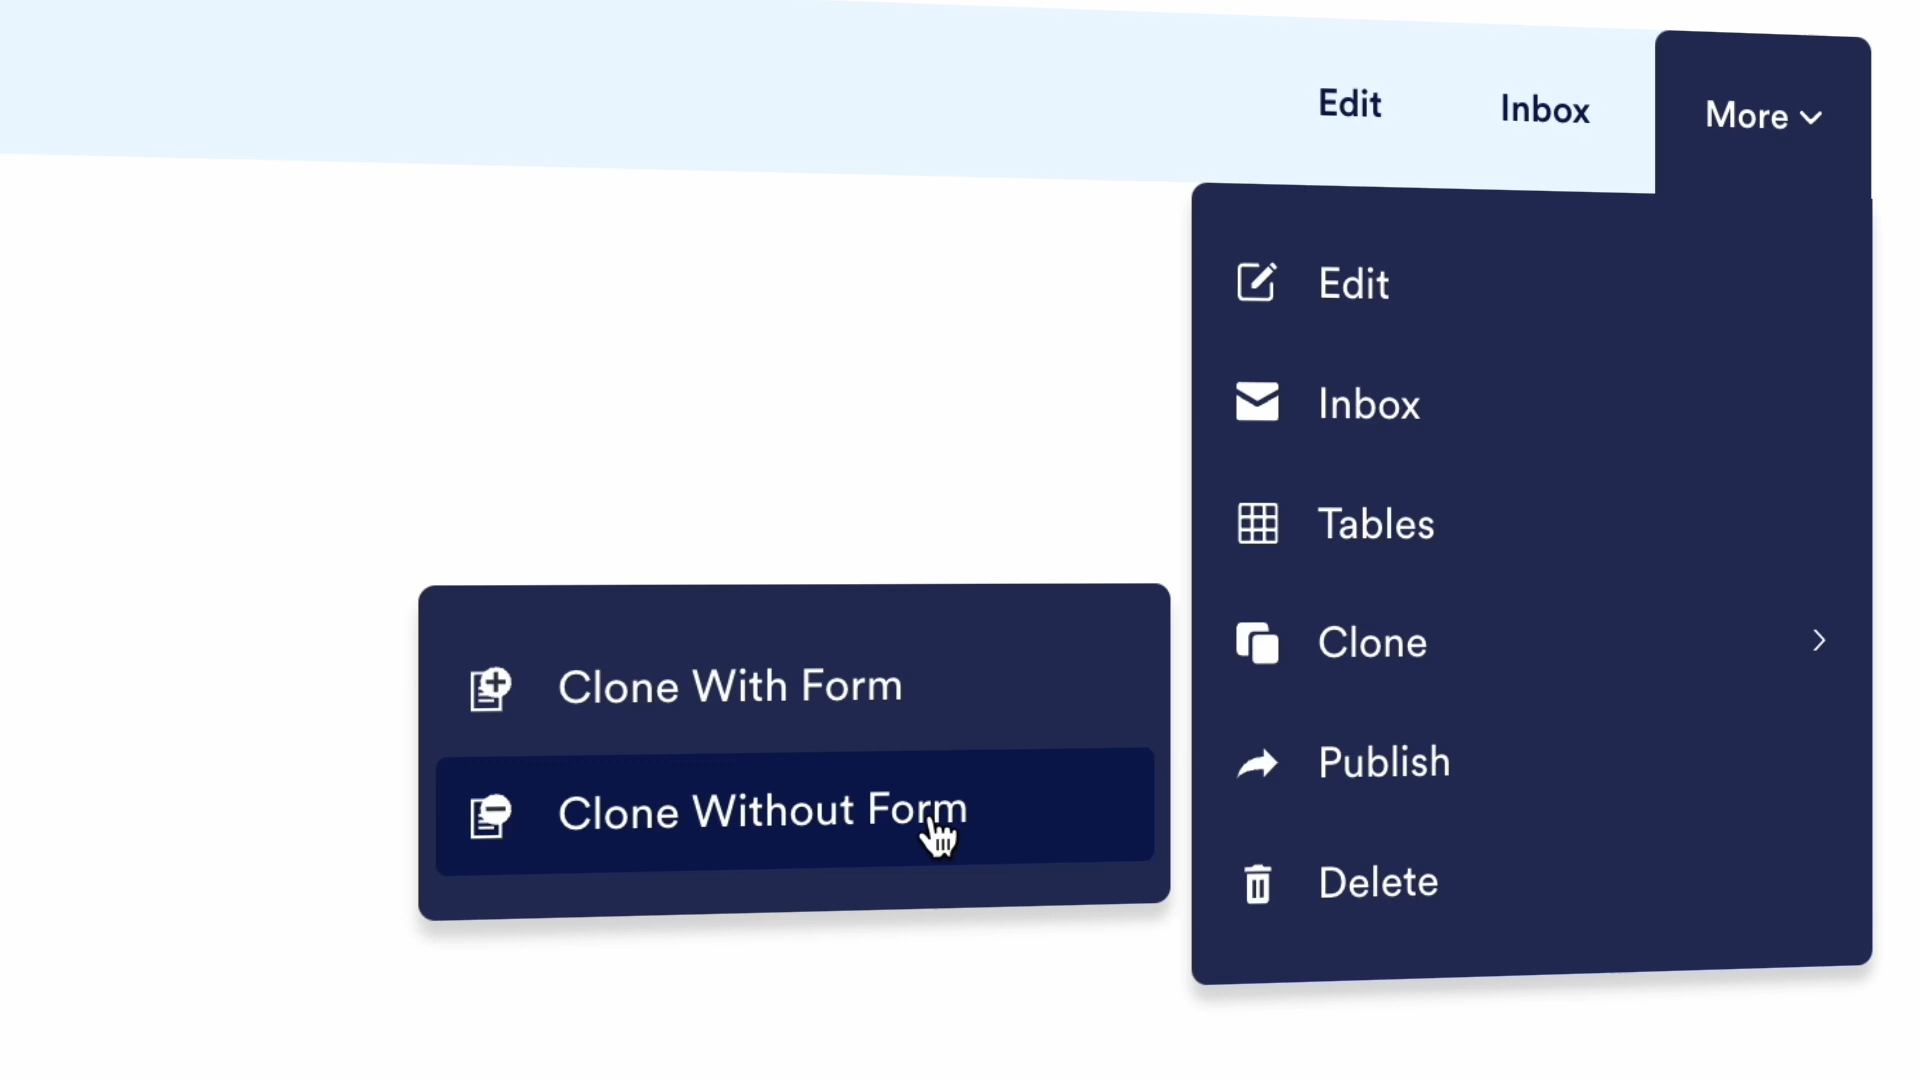 Edit
Inbox
More
Edit
Inbox
Tables
Clone
Publish
Delete
Clone With Form
Clone Without Form